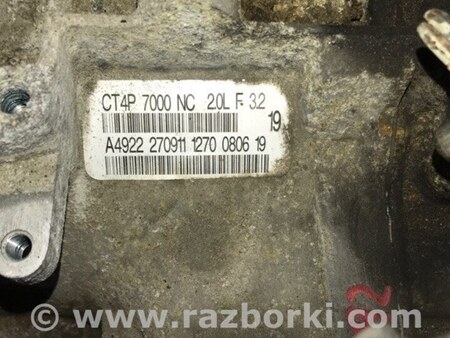 CT4P 7000 NC 2.0L F- 3.2
19
A4922 270911 1270 0806 19
www.razborki.com